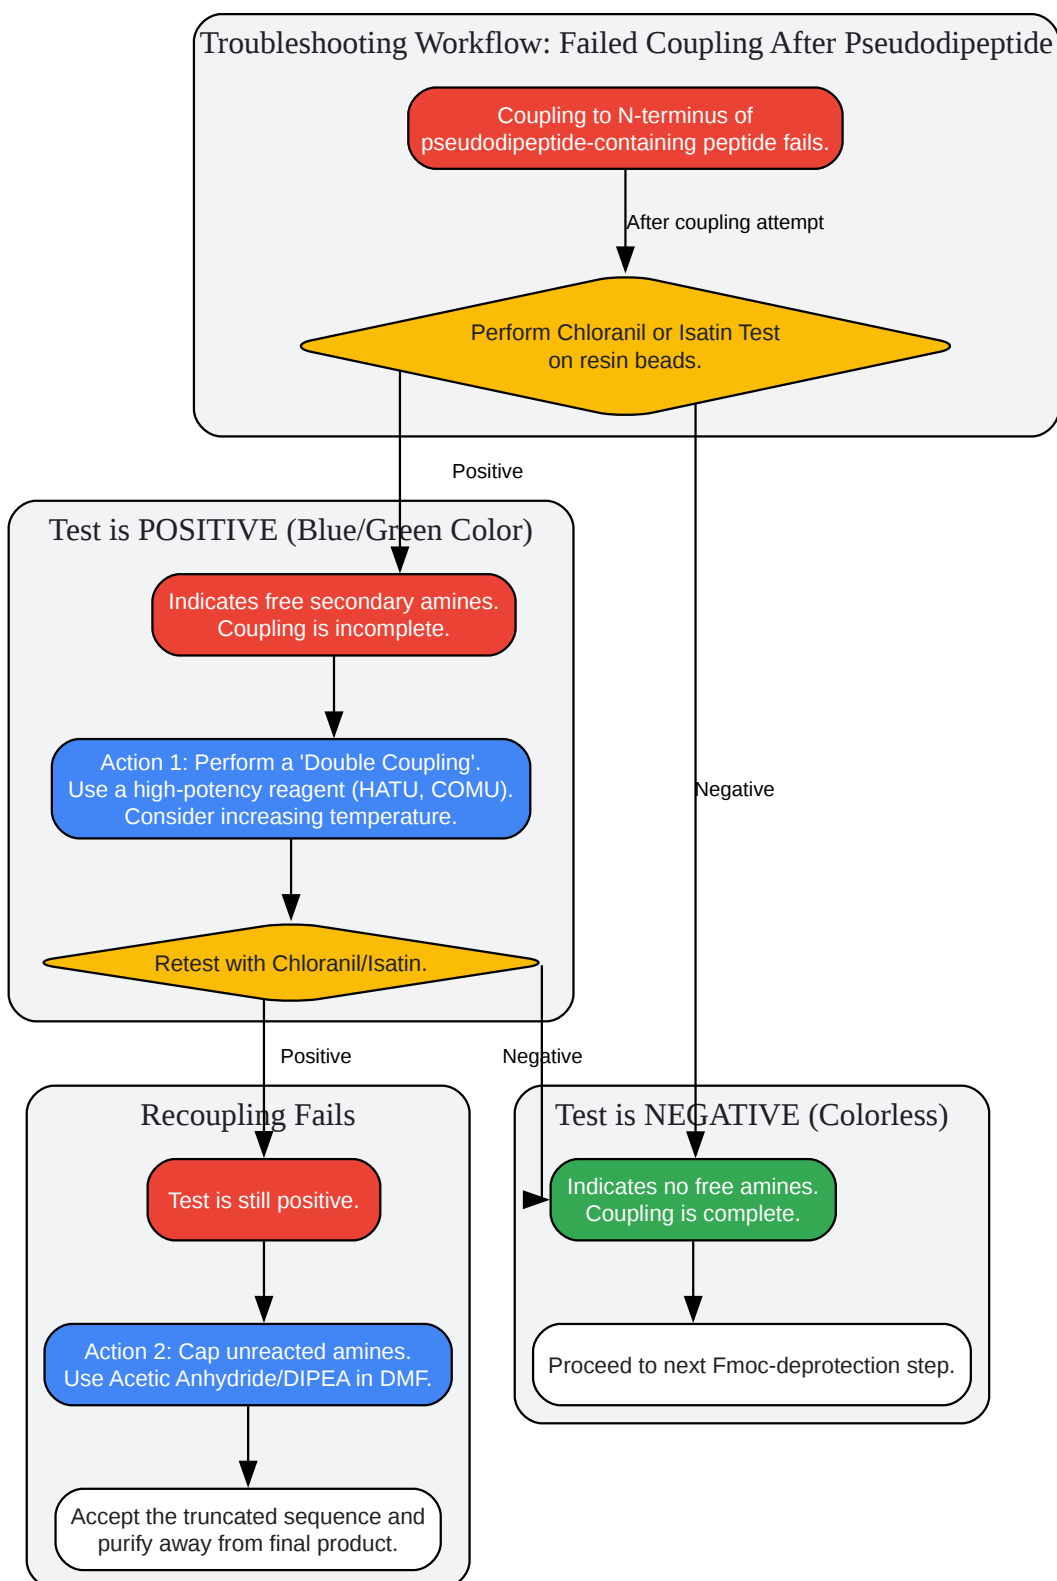 Troubleshooting Workflow: Failed Coupling After Pseudodipeptide
Coupling to N-terminus of
pseudodipeptide-containing peptide fails.
After coupling attempt
Perform Chloranil or Isatin Test
on resin beads.
Positive
Test is POSITIVE (Blue/Green Color)
Indicates free secondary amines.
Coupling is incomplete.
Action 1: Perform a 'Double Coupling'.
Use a high-potency reagent (HATU, COMU).
Consider increasing temperature.
Negative
Retest with Chloranil/Isatin.
Positive
Negative
Recoupling Fails
Test is still positive.
Action 2: Cap unreacted amines.
Use Acetic Anhydride/DIPEA in DMF.
Accept the truncated sequence and
purify away from final product.
Test is NEGATIVE (Colorless)
Indicates no free amines.
Coupling is complete.
Proceed to next Fmoc-deprotection step.